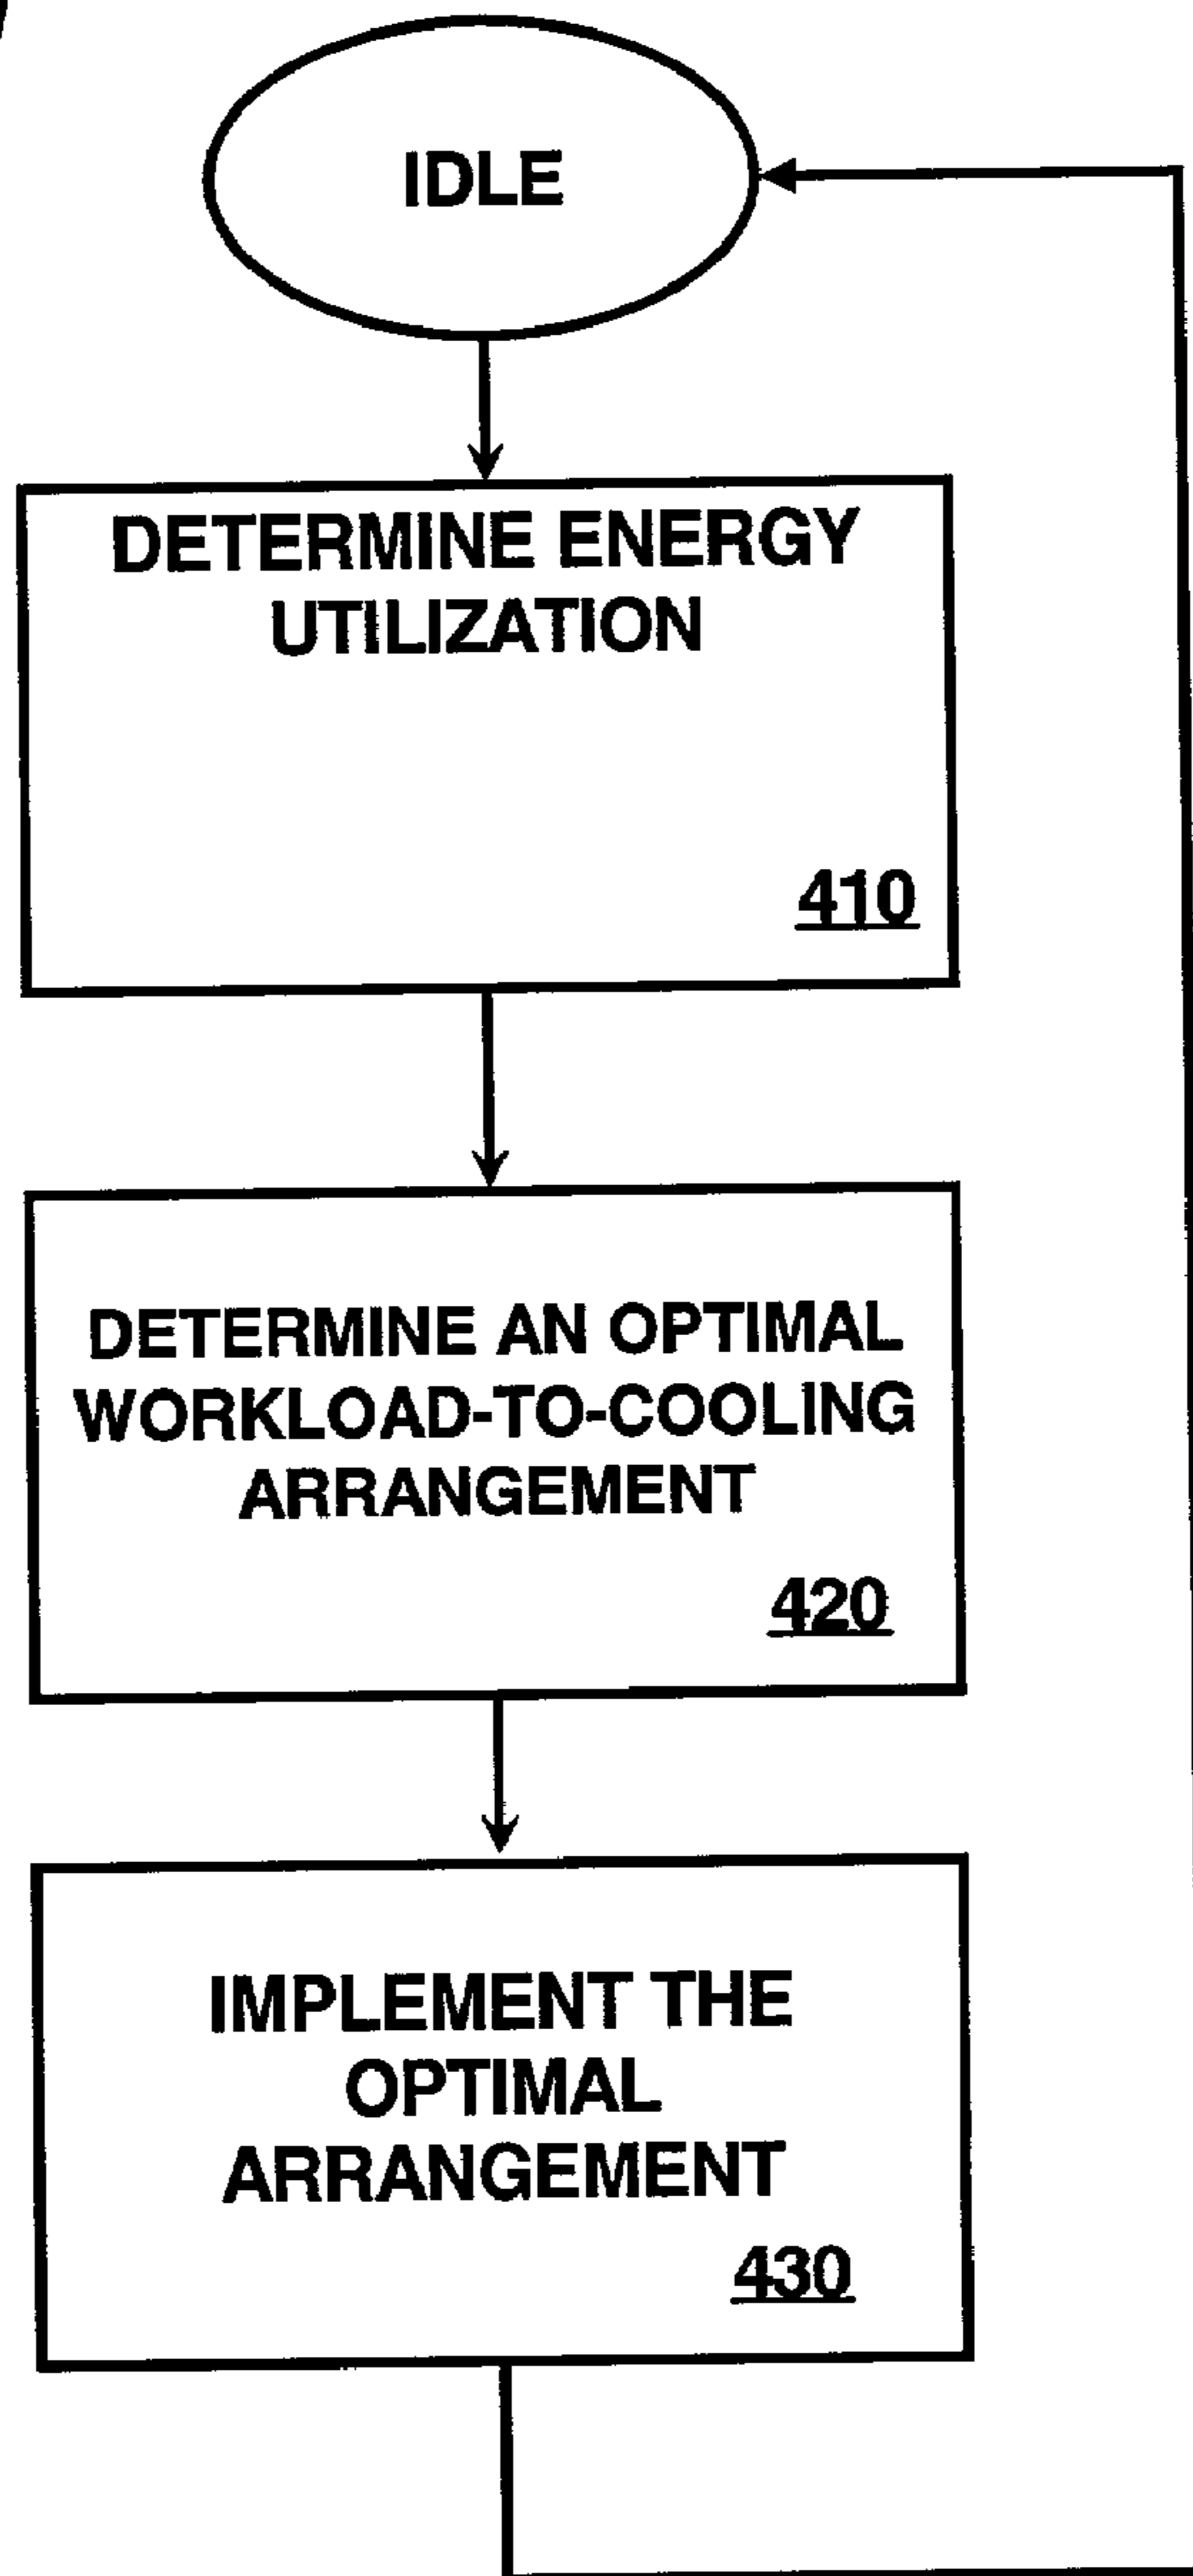 IDLE
DETERMINE ENERGY
UTILIZATION
410
DETERMINE AN OPTIMAL
WORKLOAD-TO-COOLING
ARRANGEMENT
420
IMPLEMENT THE
OPTIMAL
ARRANGEMENT
430